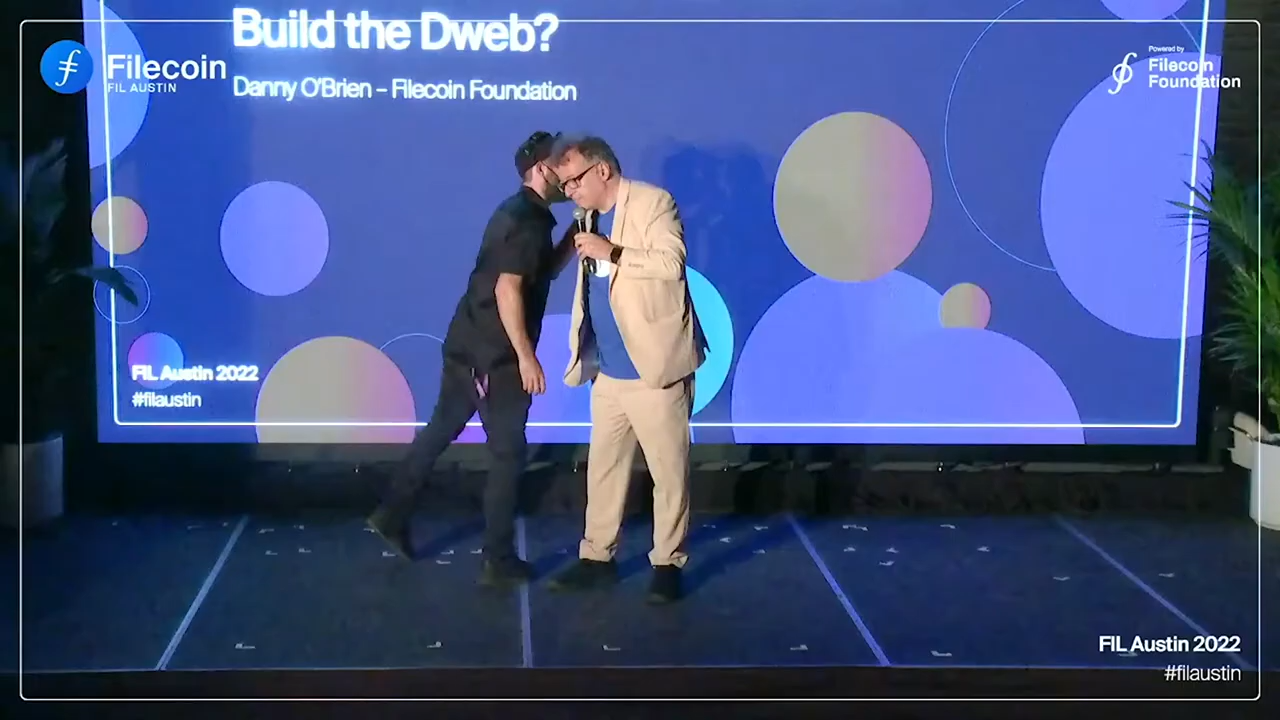 Build the Dweb?
Danny O'Brien – Filecoin Foundation
Filecoin
FIL AUSTIN
Powered by
Filecoin
Foundation
FIL Austin 2022
#filaustin
FIL Austin 2022
#filaustin